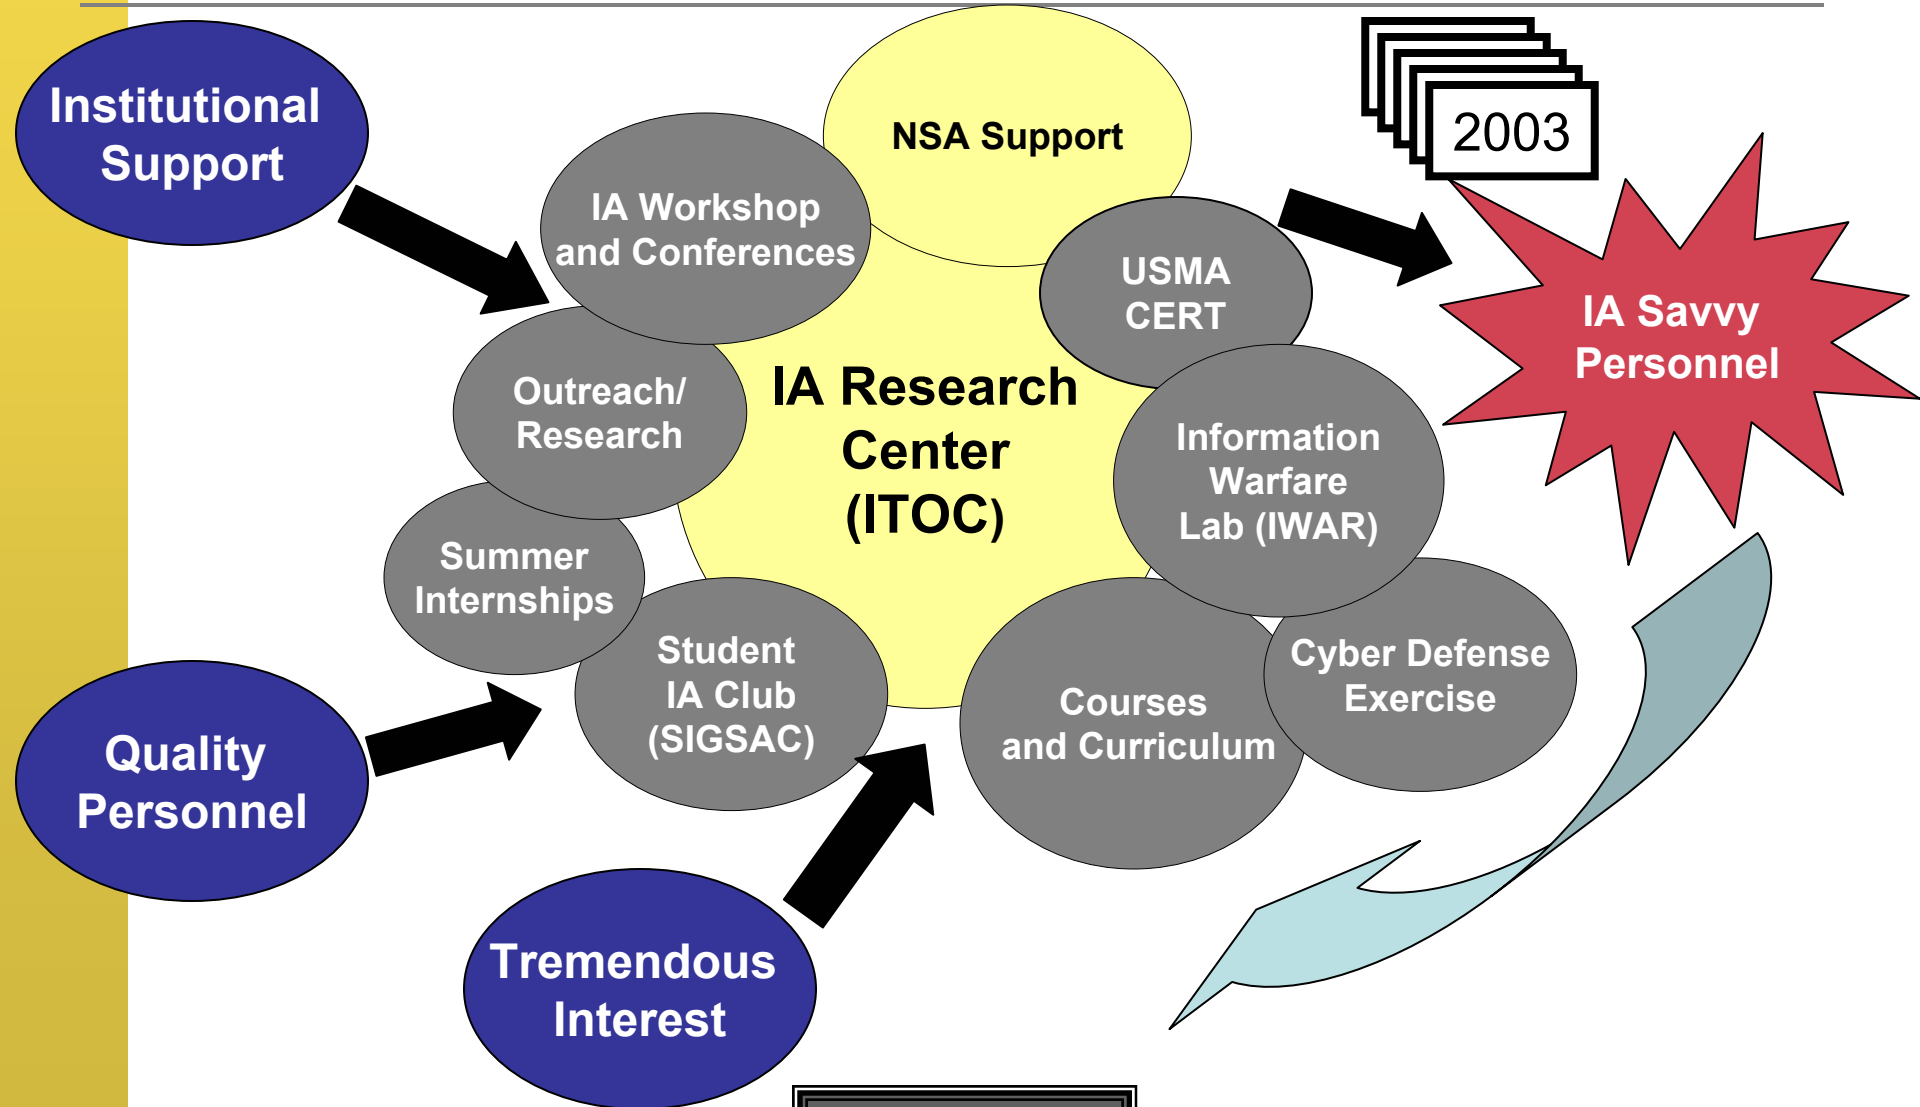 Institutional
Support
NSA Support
2003
IA Workshop
and Conferences
USMA
CERT
IA Savvy
Personnel
Outreach/
Research
IA Research
Center
(ITOC)
Information
Warfare
Lab (IWAR)
Summer
Internships
Student
IA Club
(SIGSAC)
Courses
and Curriculum
Cyber Defense
Exercise
Quality
Personnel
Tremendous
Interest